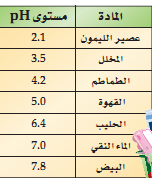 المادة مستوى pH
عصير الليمون 2.1
المخلل 3.5
الطماطم 4.2
القهوة 5.0
الحليب 6.4
الماء النقي 7.0
البيض 7.8